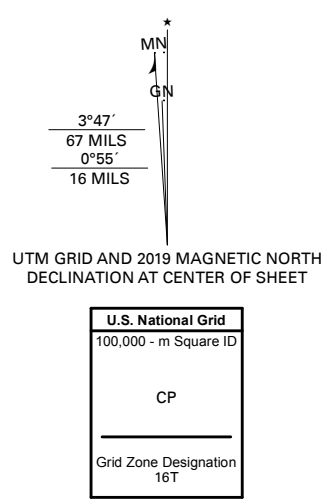 MN
GN
3°47´
67 MILS
0°55´
16 MILS
UTM GRID AND 2019 MAGNETIC NORTH
DECLINATION AT CENTER OF SHEET
U.S. National Grid
100,000 - m Square ID
CP
Grid Zone Designation
16T